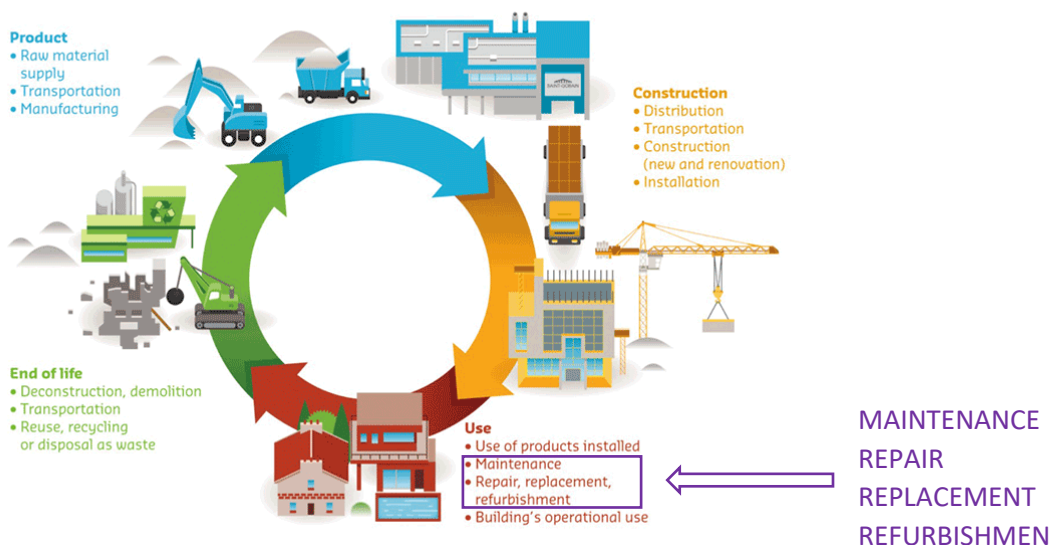 Product
• Raw material
supply
• Transportation
• Manufacturing
SAINT-GOBAIN
Construction
• Distribution
• Transportation
• Construction
(new and renovation)
• Installation
End of life
• Deconstruction, demolition
• Transportation
• Reuse, recycling
or disposal as waste
Use
• Use of products installed
• Maintenance
• Repair, replacement,
refurbishment
• Building's operational use
MAINTENANCE
REPAIR
REPLACEMENT
REFURBISHMEN